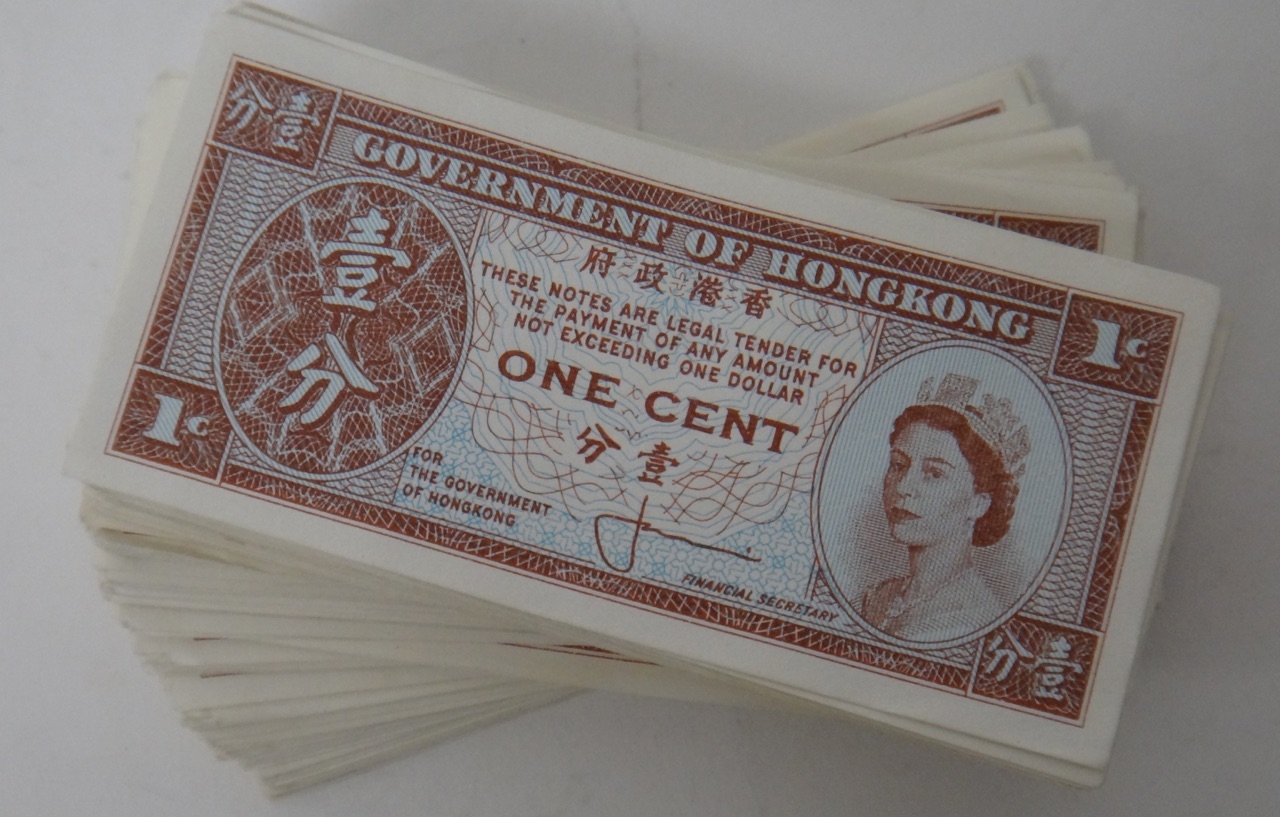 分壹
GOVERNMENT OF HONGKONG
1c
府政港香
THESE NOTES ARE LEGAL TENDER FOR
THE PAYMENT OF ANY AMOUNT
NOT EXCEEDING ONE DOLLAR
壹
分
ONE CENT
分壹
1c
FOR
THE GOVERNMENT
OF HONGKONG
FINANCIAL SECRETARY
分壹